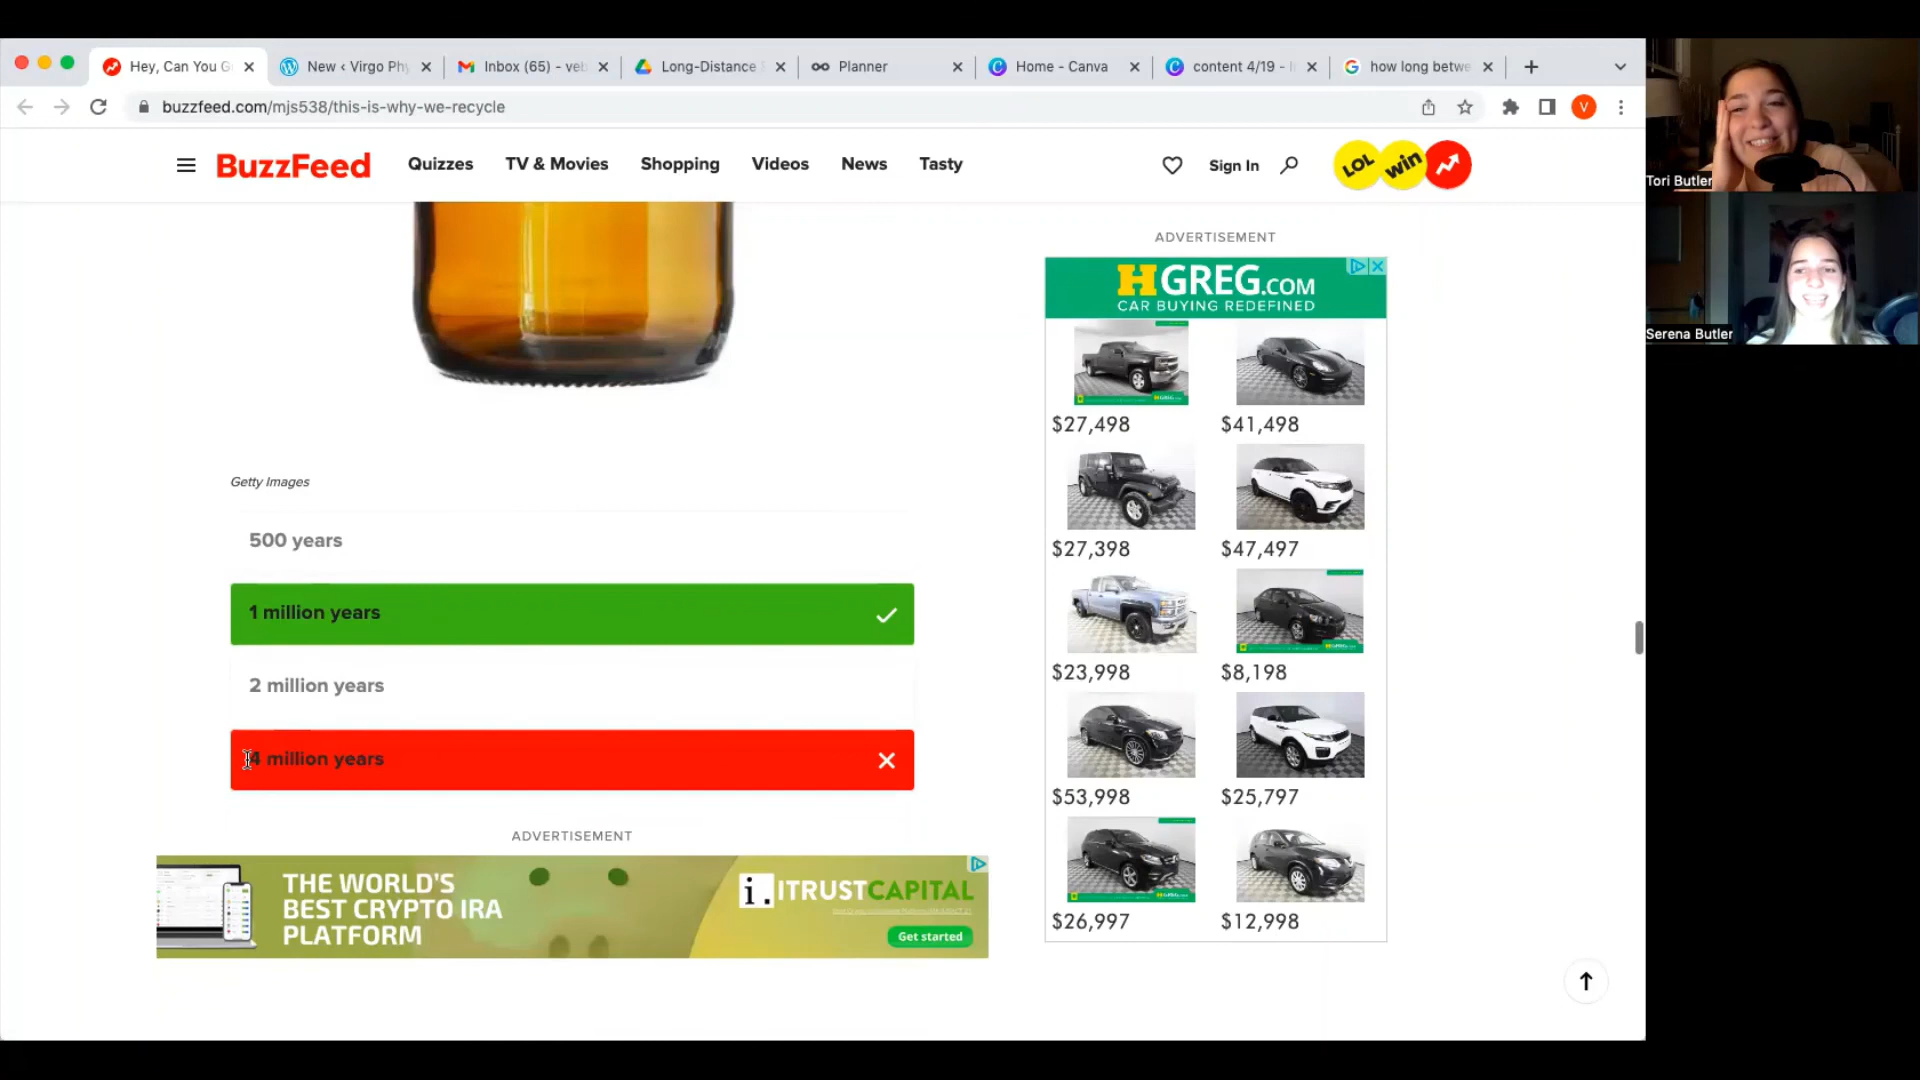 Hey, Can You G
New ‹ Virgo Phy
Inbox (65) - veb
Long-Distance
Planner
Home - Canva
content 4/19 -
how long betwe
buzzfeed.com/mjs538/this-is-why-we-recycle
V
BuzzFeed
Quizzes
TV & Movies
Shopping
Videos
News
Tasty
Sign In
LOL
win
Tori Butler
Serena Butler
ADVERTISEMENT
HGREG.COM
CAR BUYING REDEFINED
$27,498
$41,498
$27,398
$47,497
$23,998
$8,198
$53,998
$25,797
$26,997
$12,998
Getty Images
500 years
1 million years
2 million years
4 million years
ADVERTISEMENT
THE WORLD'S
BEST CRYPTO IRA
PLATFORM
i.
ITRUSTCAPITAL
Get started